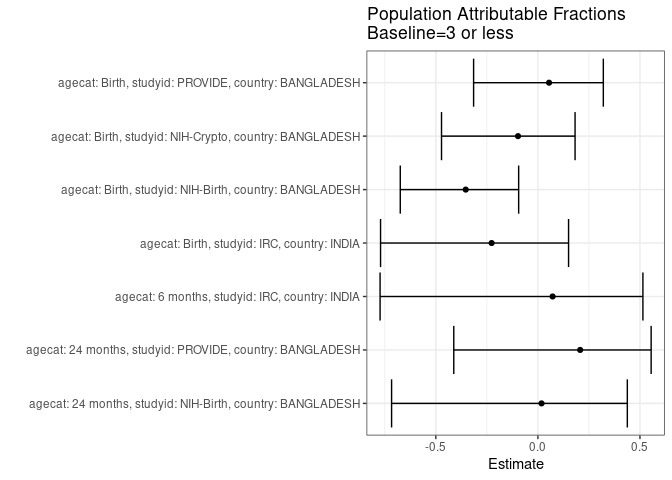 Population Attributable Fractions
Baseline=3 or less
agecat: Birth, studyid: PROVIDE, country: BANGLADESH
agecat: Birth, studyid: NIH-Crypto, country: BANGLADESH
agecat: Birth, studyid: NIH-Birth, country: BANGLADESH
agecat: Birth, studyid: IRC, country: INDIA
agecat: 6 months, studyid: IRC, country: INDIA
agecat: 24 months, studyid: PROVIDE, country: BANGLADESH
agecat: 24 months, studyid: NIH-Birth, country: BANGLADESH
-0.5 0.0 0.5
Estimate